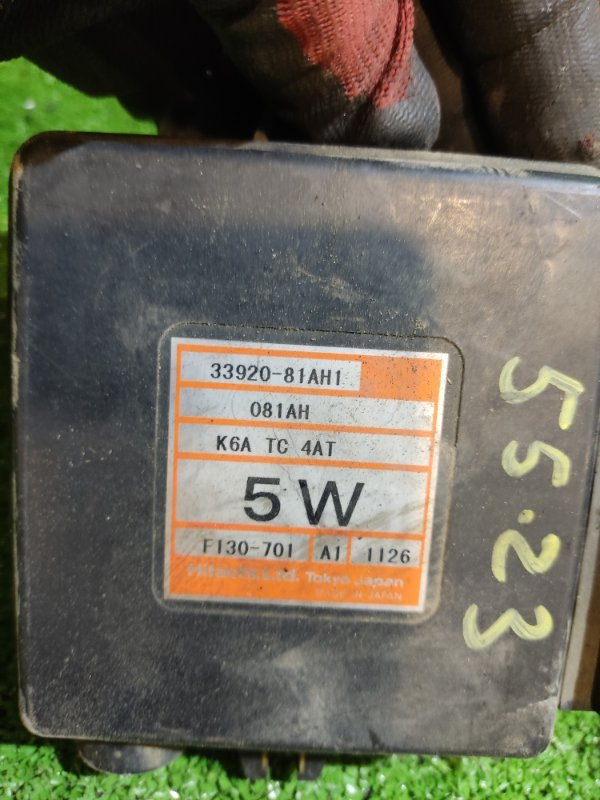 33920-81AH1
081AH
K6A TC 4AT
5W
F130-701 A1 1126
Hitachi, Ltd. Tokyo Japan
MADE IN JAPAN
55.23